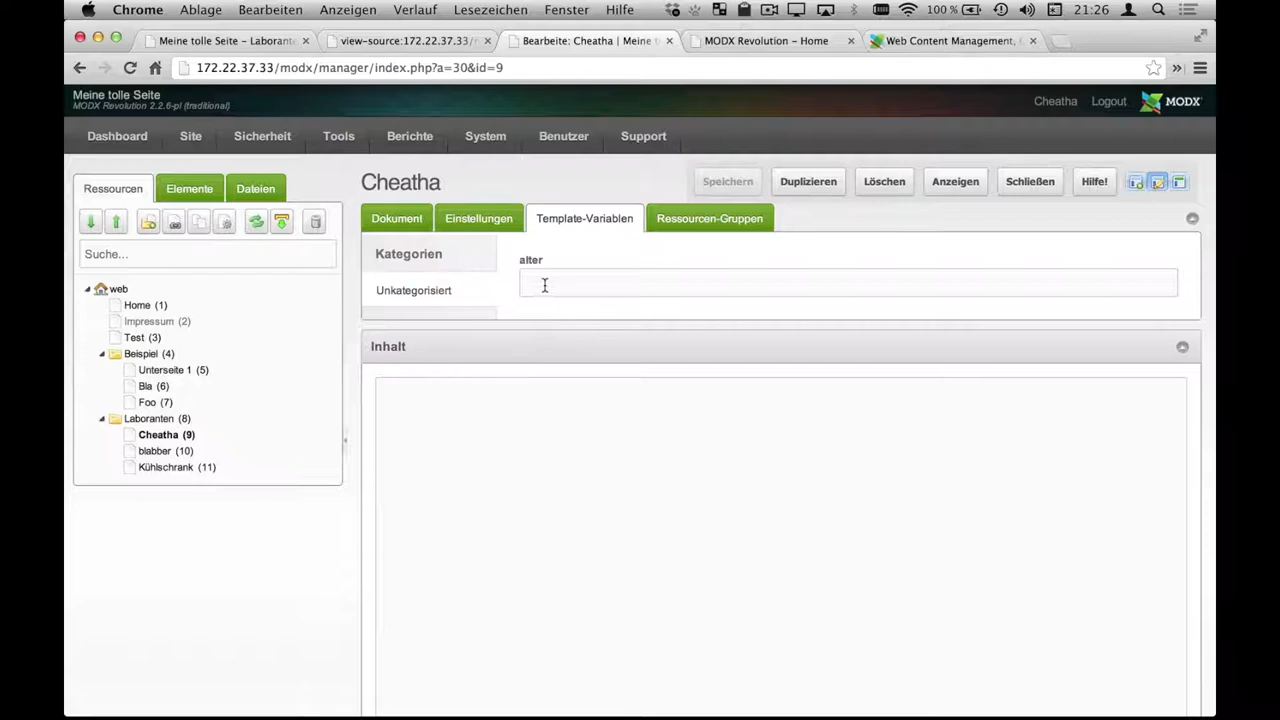 Chrome Ablage Bearbeiten Anzeigen Verlauf Lesezeichen Fenster Hilfe 100 % 21:26
Meine tolle Seite – Laborant
view-source:172.22.37.33/
Bearbeite: Cheatha | Meine
MODX Revolution – Home
Web Content Management,
172.22.37.33/modx/manager/index.php?a=30&id=9
Meine tolle Seite
MODX Revolution 2.2.6-pl (traditional)
Cheatha Logout MODX
Dashboard Site Sicherheit Tools Berichte System Benutzer Support
Ressourcen Elemente Dateien
Suche...
web
Home (1)
Impressum (2)
Test (3)
Beispiel (4)
Unterseite 1 (5)
Bla (6)
Foo (7)
Laboranten (8)
Cheatha (9)
blabber (10)
Kühlschrank (11)
Cheatha
Speichern Duplizieren Löschen Anzeigen Schließen Hilfe!
Dokument Einstellungen Template-Variablen Ressourcen-Gruppen
Kategorien
Unkategorisiert
alter
Inhalt